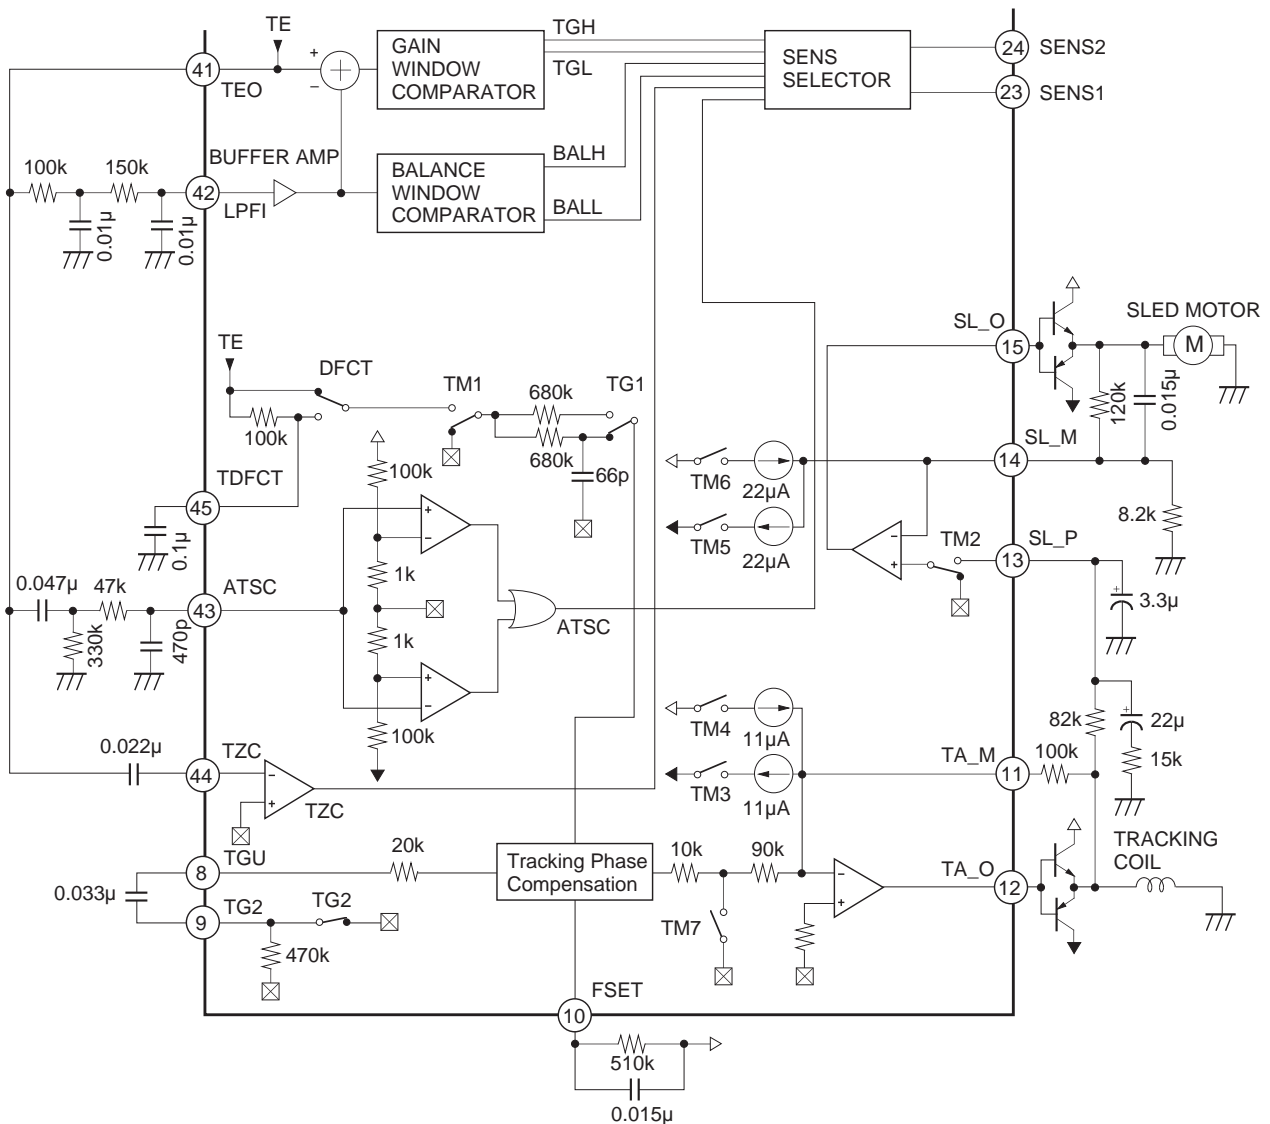 TE
TGH
TGL
GAIN
WINDOW
COMPARATOR
SENS
SELECTOR
24
SENS2
23
SENS1
41
TEO
+
−
100k
150k
BUFFER AMP
42
LPFI
0.01µ
0.01µ
BALANCE
WINDOW
COMPARATOR
BALH
BALL
TE
DFCT
TM1
680k
680k
TG1
66p
100k
TDFCT
45
0.1µ
100k
SL_O
15
SLED MOTOR
M
120k
0.015µ
SL_M
14
TM6
22µA
TM5
22µA
8.2k
−
+
TM2
SL_P
13
3.3µ
+
0.047µ
47k
ATSC
43
330k
470p
+
−
1k
1k
ATSC
+
−
100k
TM4
11µA
TM3
11µA
82k
+
22µ
15k
TA_M
11
100k
0.022µ
TZC
44
−
+
TZC
TGU
8
20k
Tracking Phase
Compensation
10k
90k
−
+
TA_O
12
TRACKING
COIL
0.033µ
TG2
9
TG2
470k
TM7
FSET
10
510k
0.015µ